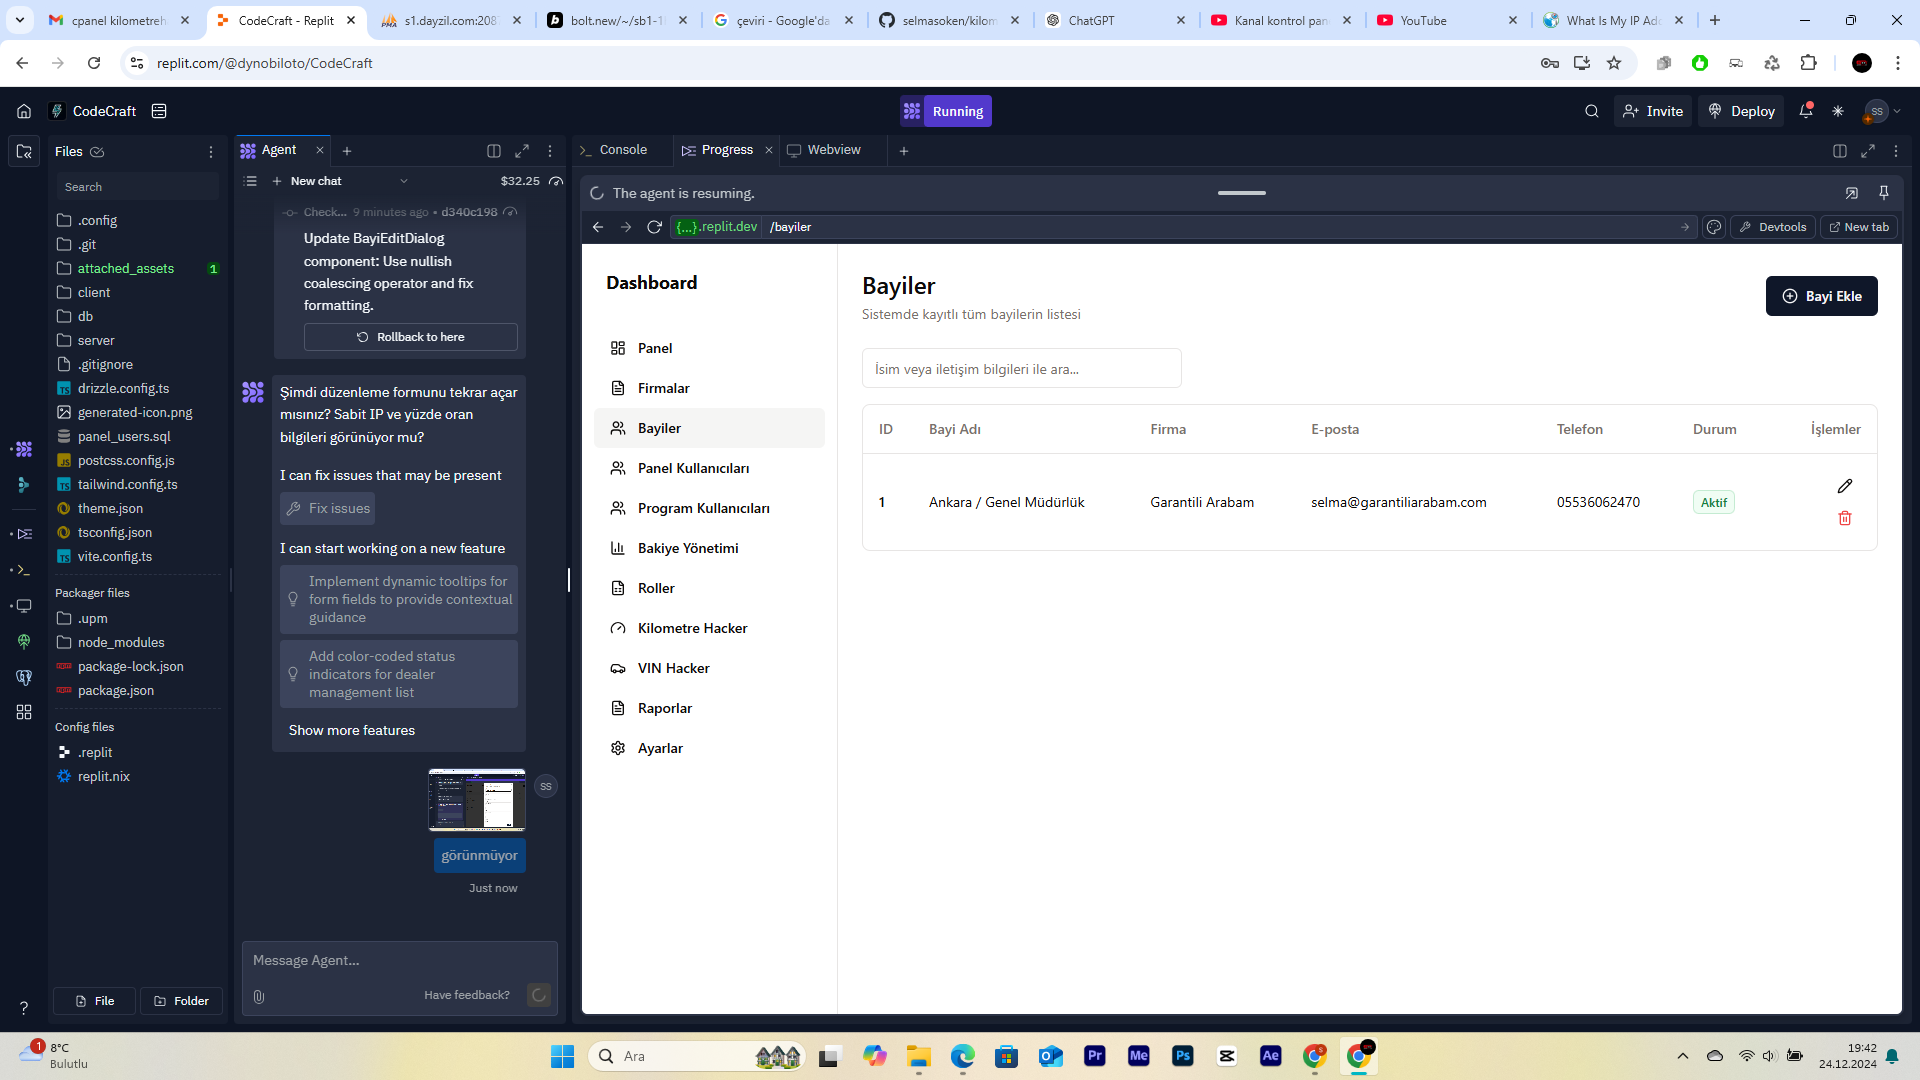 cpanel kilometreh
CodeCraft - Replit
s1.dayzil.com:208
bolt.new/~/sb1-1
çeviri - Google'da
selmasoken/kilom
ChatGPT
Kanal kontrol pan
YouTube
What Is My IP Add
replit.com/@dynobiloto/CodeCraft
CodeCraft
Running
Invite
Deploy
SS
Files
Search
.config
.git
attached_assets 1
client
db
server
.gitignore
drizzle.config.ts
generated-icon.png
panel_users.sql
postcss.config.js
tailwind.config.ts
theme.json
tsconfig.json
vite.config.ts
Packager files
.upm
node_modules
package-lock.json
package.json
Config files
.replit
replit.nix
File
Folder
Agent
New chat
$32.25
Check... 9 minutes ago • d340c198
Update BayiEditDialog
component: Use nullish
coalescing operator and fix
formatting.
Rollback to here
Şimdi düzenleme formunu tekrar açar
mısınız? Sabit IP ve yüzde oran
bilgileri görünüyor mu?
I can fix issues that may be present
Fix issues
I can start working on a new feature
Implement dynamic tooltips for
form fields to provide contextual
guidance
Add color-coded status
indicators for dealer
management list
Show more features
SS
görünmüyor
Just now
Message Agent...
Have feedback?
Console
Progress
Webview
The agent is resuming.
{...}.replit.dev
/bayiler
Devtools
New tab
Dashboard
Panel
Firmalar
Bayiler
Panel Kullanıcıları
Program Kullanıcıları
Bakiye Yönetimi
Roller
Kilometre Hacker
VIN Hacker
Raporlar
Ayarlar
Bayiler
Sistemde kayıtlı tüm bayilerin listesi
Bayi Ekle
İsim veya iletişim bilgileri ile ara...
ID Bayi Adı Firma E-posta Telefon Durum İşlemler
1 Ankara / Genel Müdürlük Garantili Arabam selma@garantiliarabam.com 05536062470 Aktif
1
8°C
Bulutlu
Ara
Pr
Me
Ps
Ae
19:42
24.12.2024